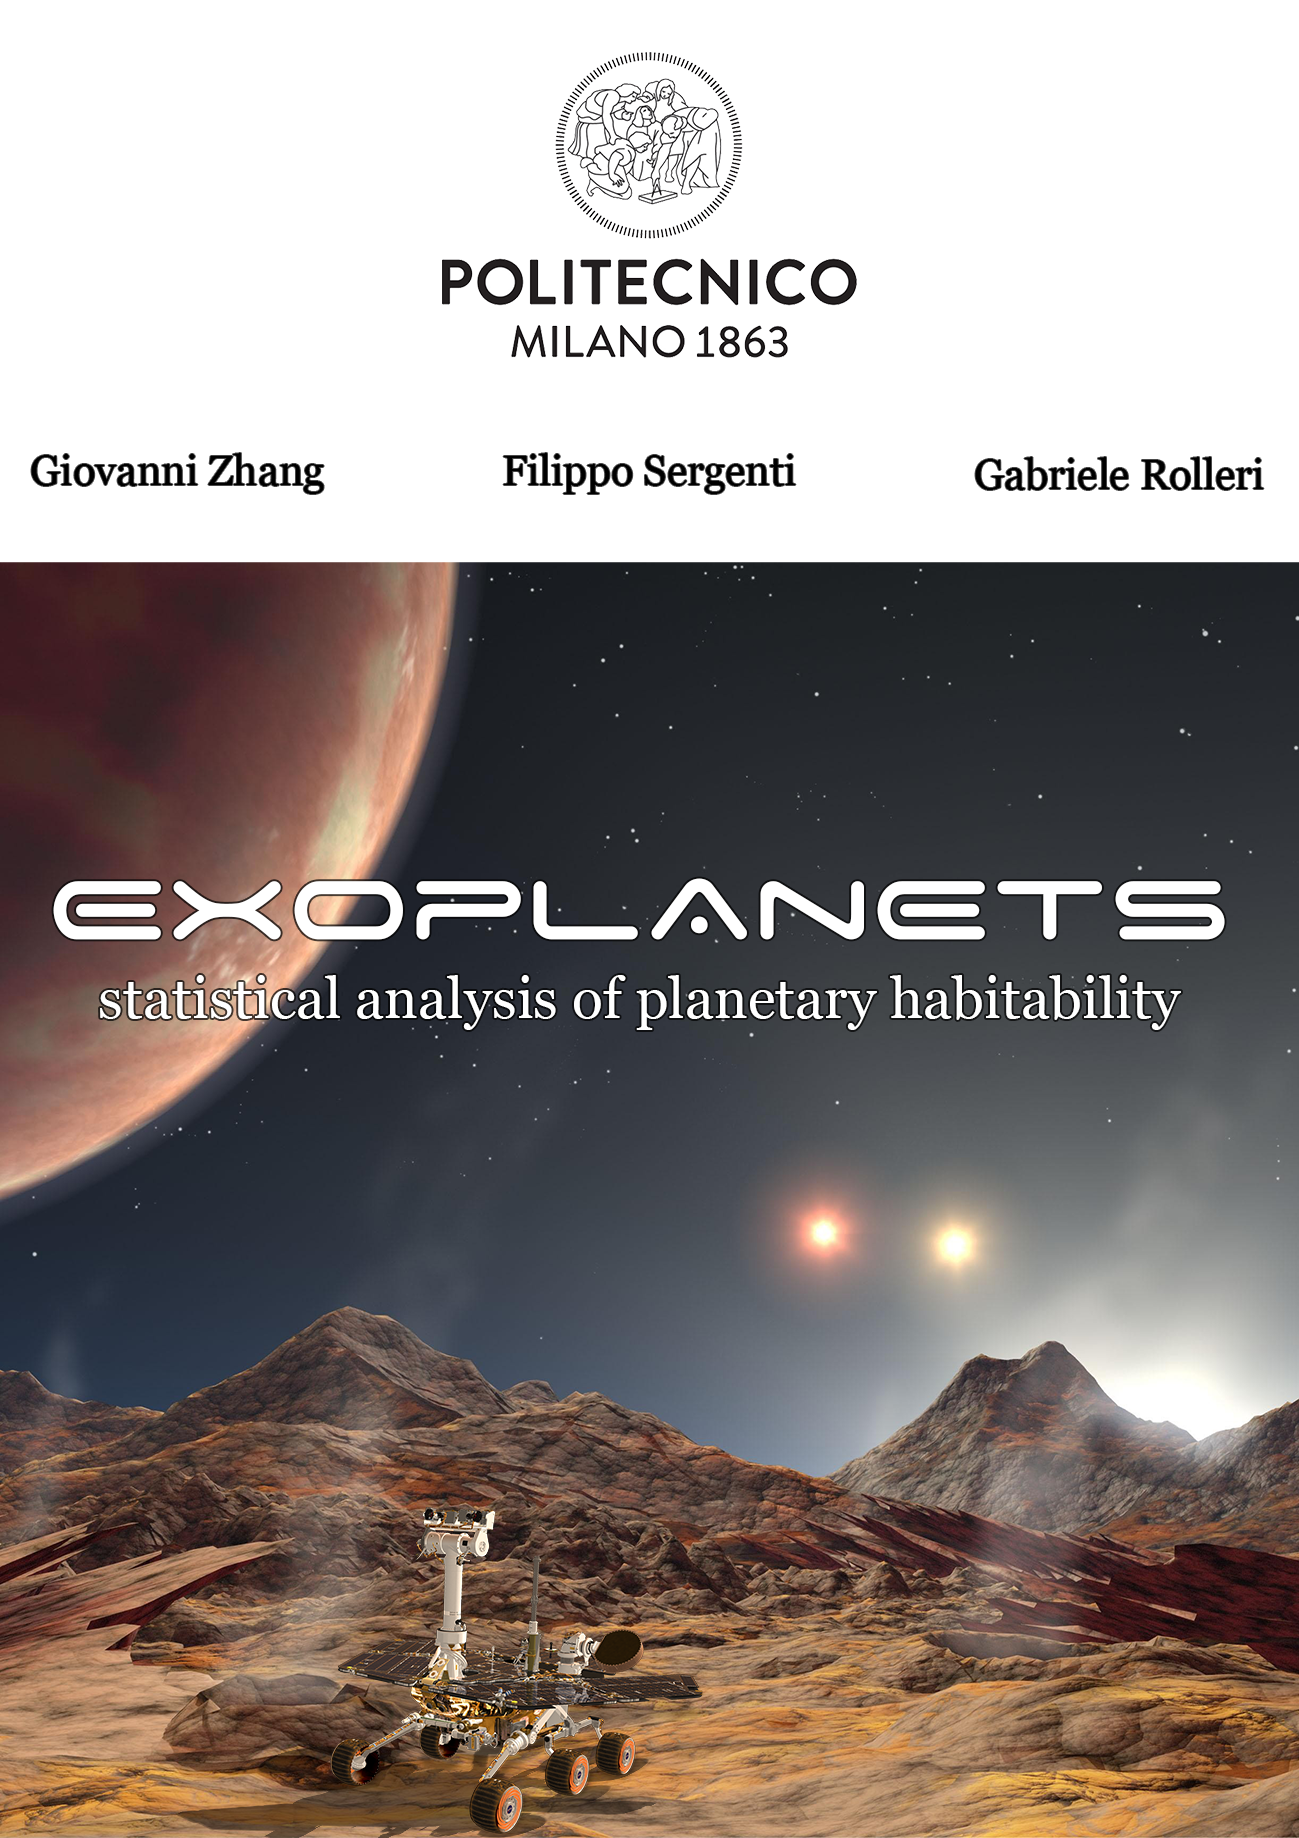 POLITECNICO
MILANO 1863
Giovanni Zhang Filippo Sergenti Gabriele Rolleri
EXOPLANETS
statistical analysis of planetary habitability